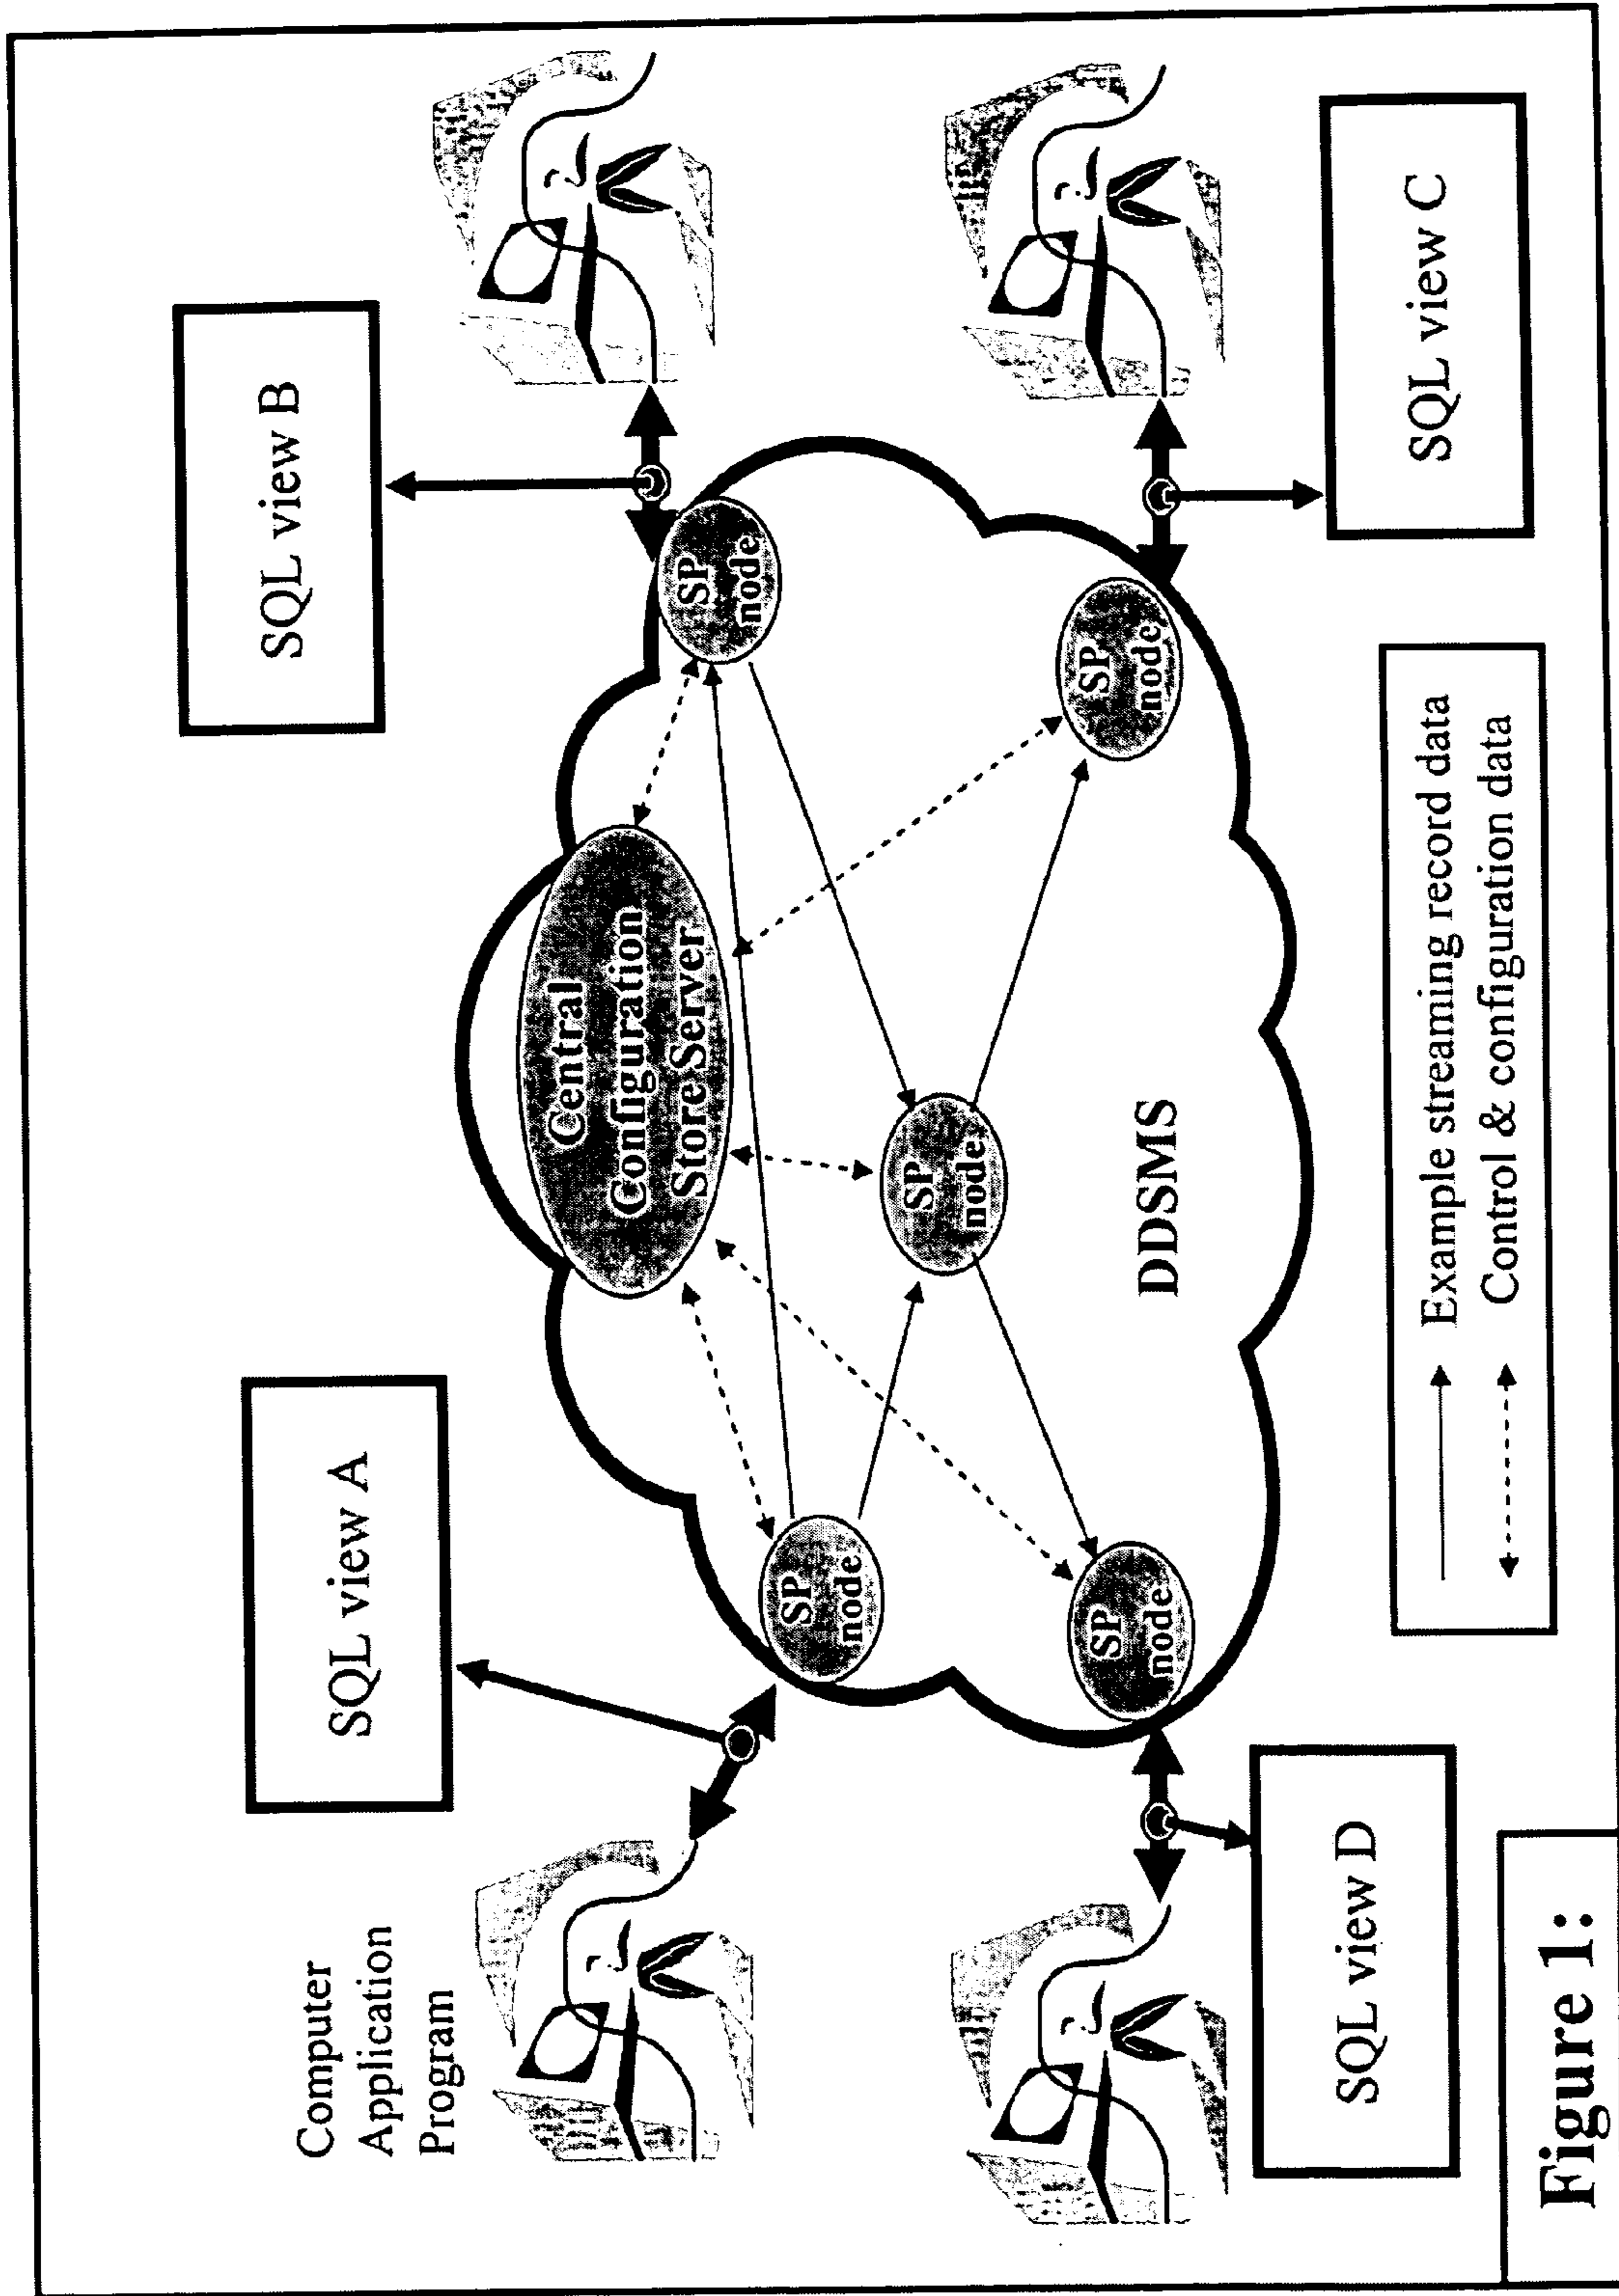 Computer
Application
Program
SQL view A
SQL view B
Central
Configuration
Store Server
SP
node
SP
node
SP
node
SP
node
SP
node
DDSMS
SQL view D
SQL view C
Example streaming record data
Control & configuration data
Figure 1: